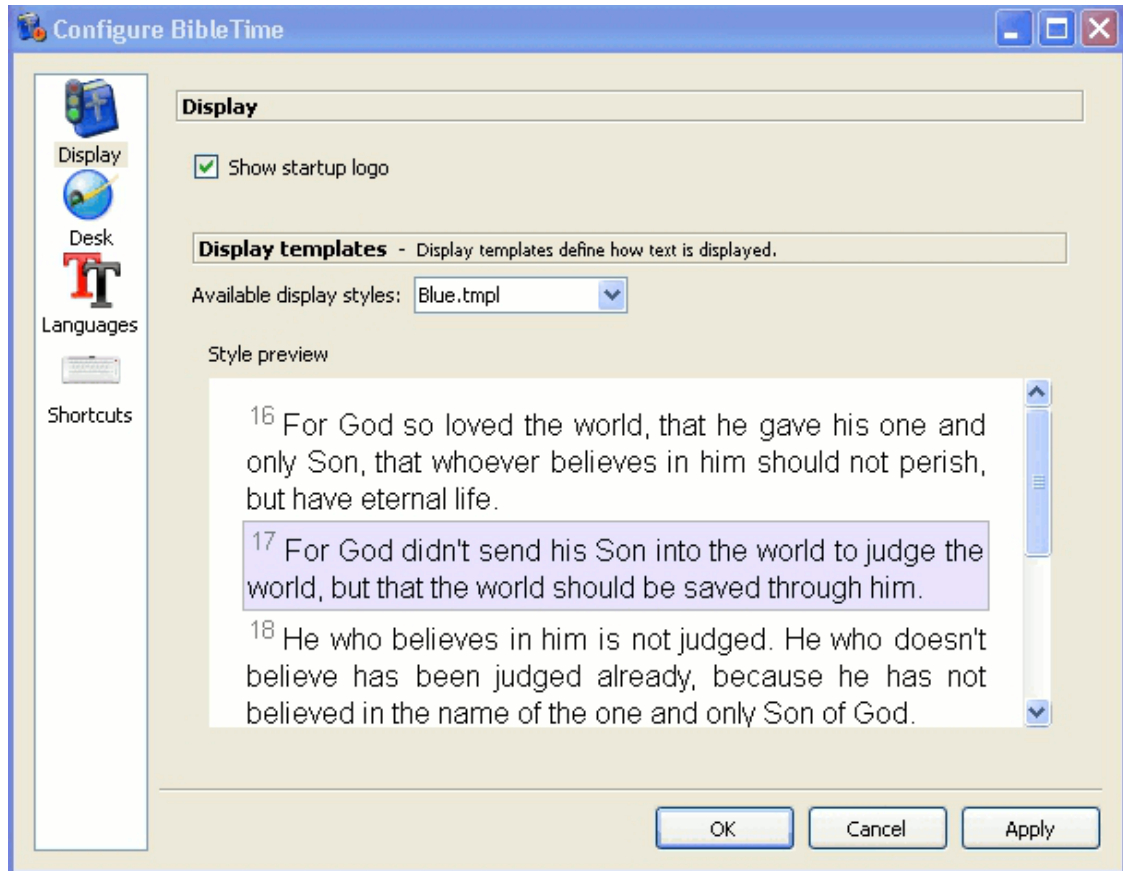 Configure BibleTime
Display
Desk
Languages
Shortcuts
Display
Show startup logo
Display templates - Display templates define how text is displayed.
Available display styles: Blue.tmpl
Style preview
16 For God so loved the world, that he gave his one and
only Son, that whoever believes in him should not perish,
but have eternal life.
17 For God didn't send his Son into the world to judge the
world, but that the world should be saved through him.
18 He who believes in him is not judged. He who doesn't
believe has been judged already, because he has not
believed in the name of the one and only Son of God.
OK Cancel Apply